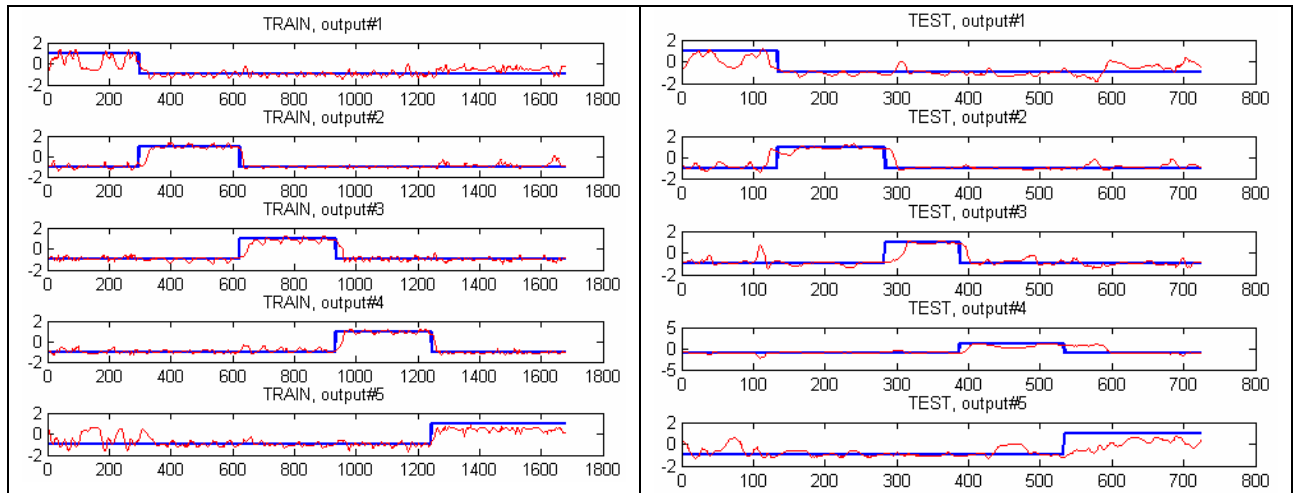 TRAIN, output#1
2
0
-2
0 200 400 600 800 1000 1200 1400 1600 1800
TRAIN, output#2
2
0
-2
0 200 400 600 800 1000 1200 1400 1600 1800
TRAIN, output#3
2
0
-2
0 200 400 600 800 1000 1200 1400 1600 1800
TRAIN, output#4
2
0
-2
0 200 400 600 800 1000 1200 1400 1600 1800
TRAIN, output#5
2
0
-2
0 200 400 600 800 1000 1200 1400 1600 1800
TEST, output#1
2
0
-2
0 100 200 300 400 500 600 700 800
TEST, output#2
2
0
-2
0 100 200 300 400 500 600 700 800
TEST, output#3
2
0
-2
0 100 200 300 400 500 600 700 800
TEST, output#4
5
0
-5
0 100 200 300 400 500 600 700 800
TEST, output#5
2
0
-2
0 100 200 300 400 500 600 700 800